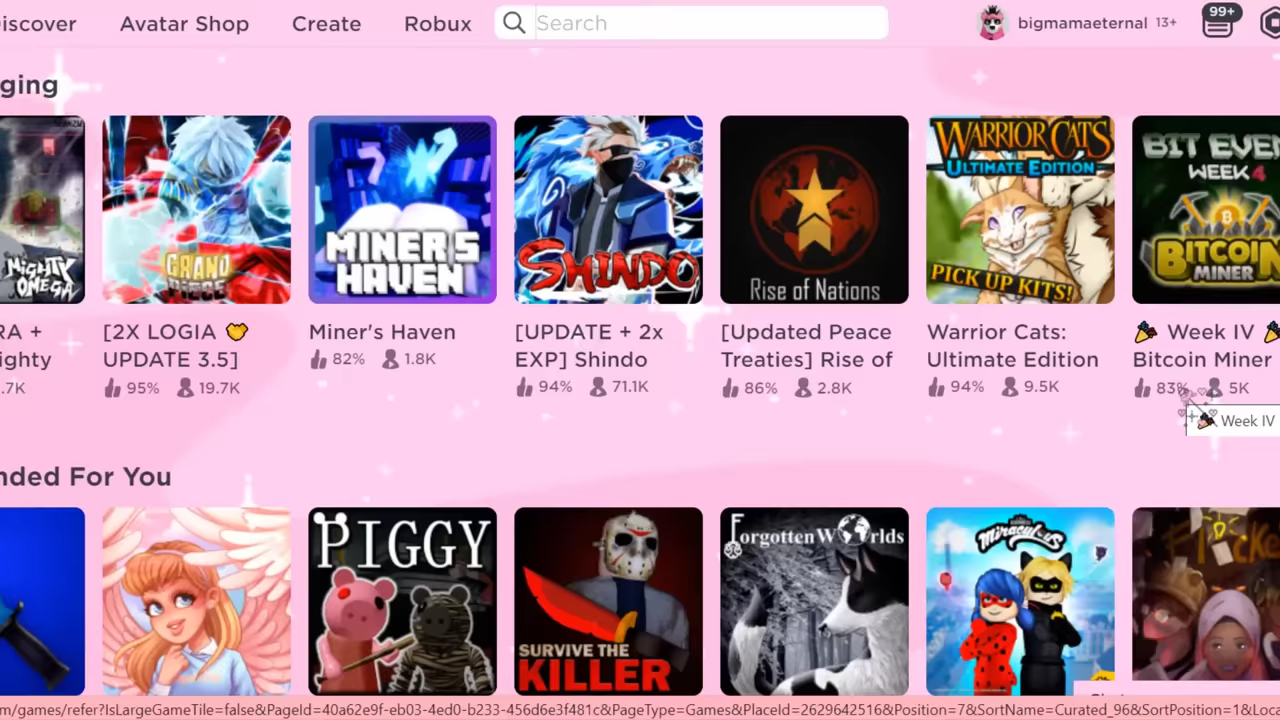 Discover Avatar Shop Create Robux Search bigmamaeternal 13+ 99+
ging
MIGHTY
OMEGA
GRAND
PIECE
MINER'S
HAVEN
SHINDO
Rise of Nations
WARRIOR CATS
ULTIMATE EDITION
PICK UP KITS!
BIT EVEN
WEEK 4
BITCOIN
MINER
RA +
ighty
.7K
[2X LOGIA
UPDATE 3.5]
95% 19.7K
Miner's Haven
82% 1.8K
[UPDATE + 2x
EXP] Shindo
94% 71.1K
[Updated Peace
Treaties] Rise of
86% 2.8K
Warrior Cats:
Ultimate Edition
94% 9.5K
🎉 Week IV 🎉
Bitcoin Miner
83% 5K
🎉 Week IV
nded For You
PIGGY
SURVIVE THE
KILLER
Forgotten Worlds
Miraculous
m/games/refer?IsLargeGameTile=false&PageId=40a62e9f-eb03-4ed0-b233-456d6e3f481c&PageType=Games&PlaceId=2629642516&Position=7&SortName=Curated_96&SortPosition=1&Loca